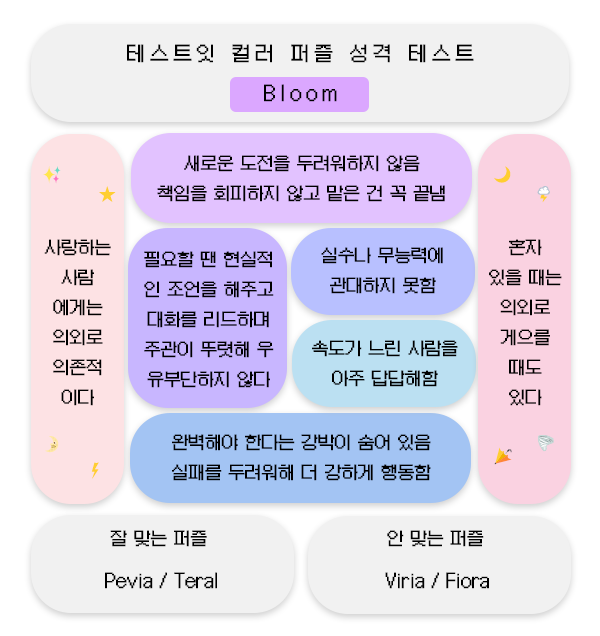 테스트잇 컬러 퍼즐 성격 테스트
Bloom
새로운 도전을 두려워하지 않음
책임을 회피하지 않고 맡은 건 꼭 끝냄
사랑하는
사람
에게는
의외로
의존적
이다
필요할 땐 현실적
인 조언을 해주고
대화를 리드하며
주관이 뚜렷해 우
유부단하지 않다
실수나 무능력에
관대하지 못함
속도가 느린 사람을
아주 답답해함
혼자
있을 때는
의외로
게으를
때도
있다
완벽해야 한다는 강박이 숨어 있음
실패를 두려워해 더 강하게 행동함
잘 맞는 퍼즐
Pevia / Teral
안 맞는 퍼즐
Viria / Fiora